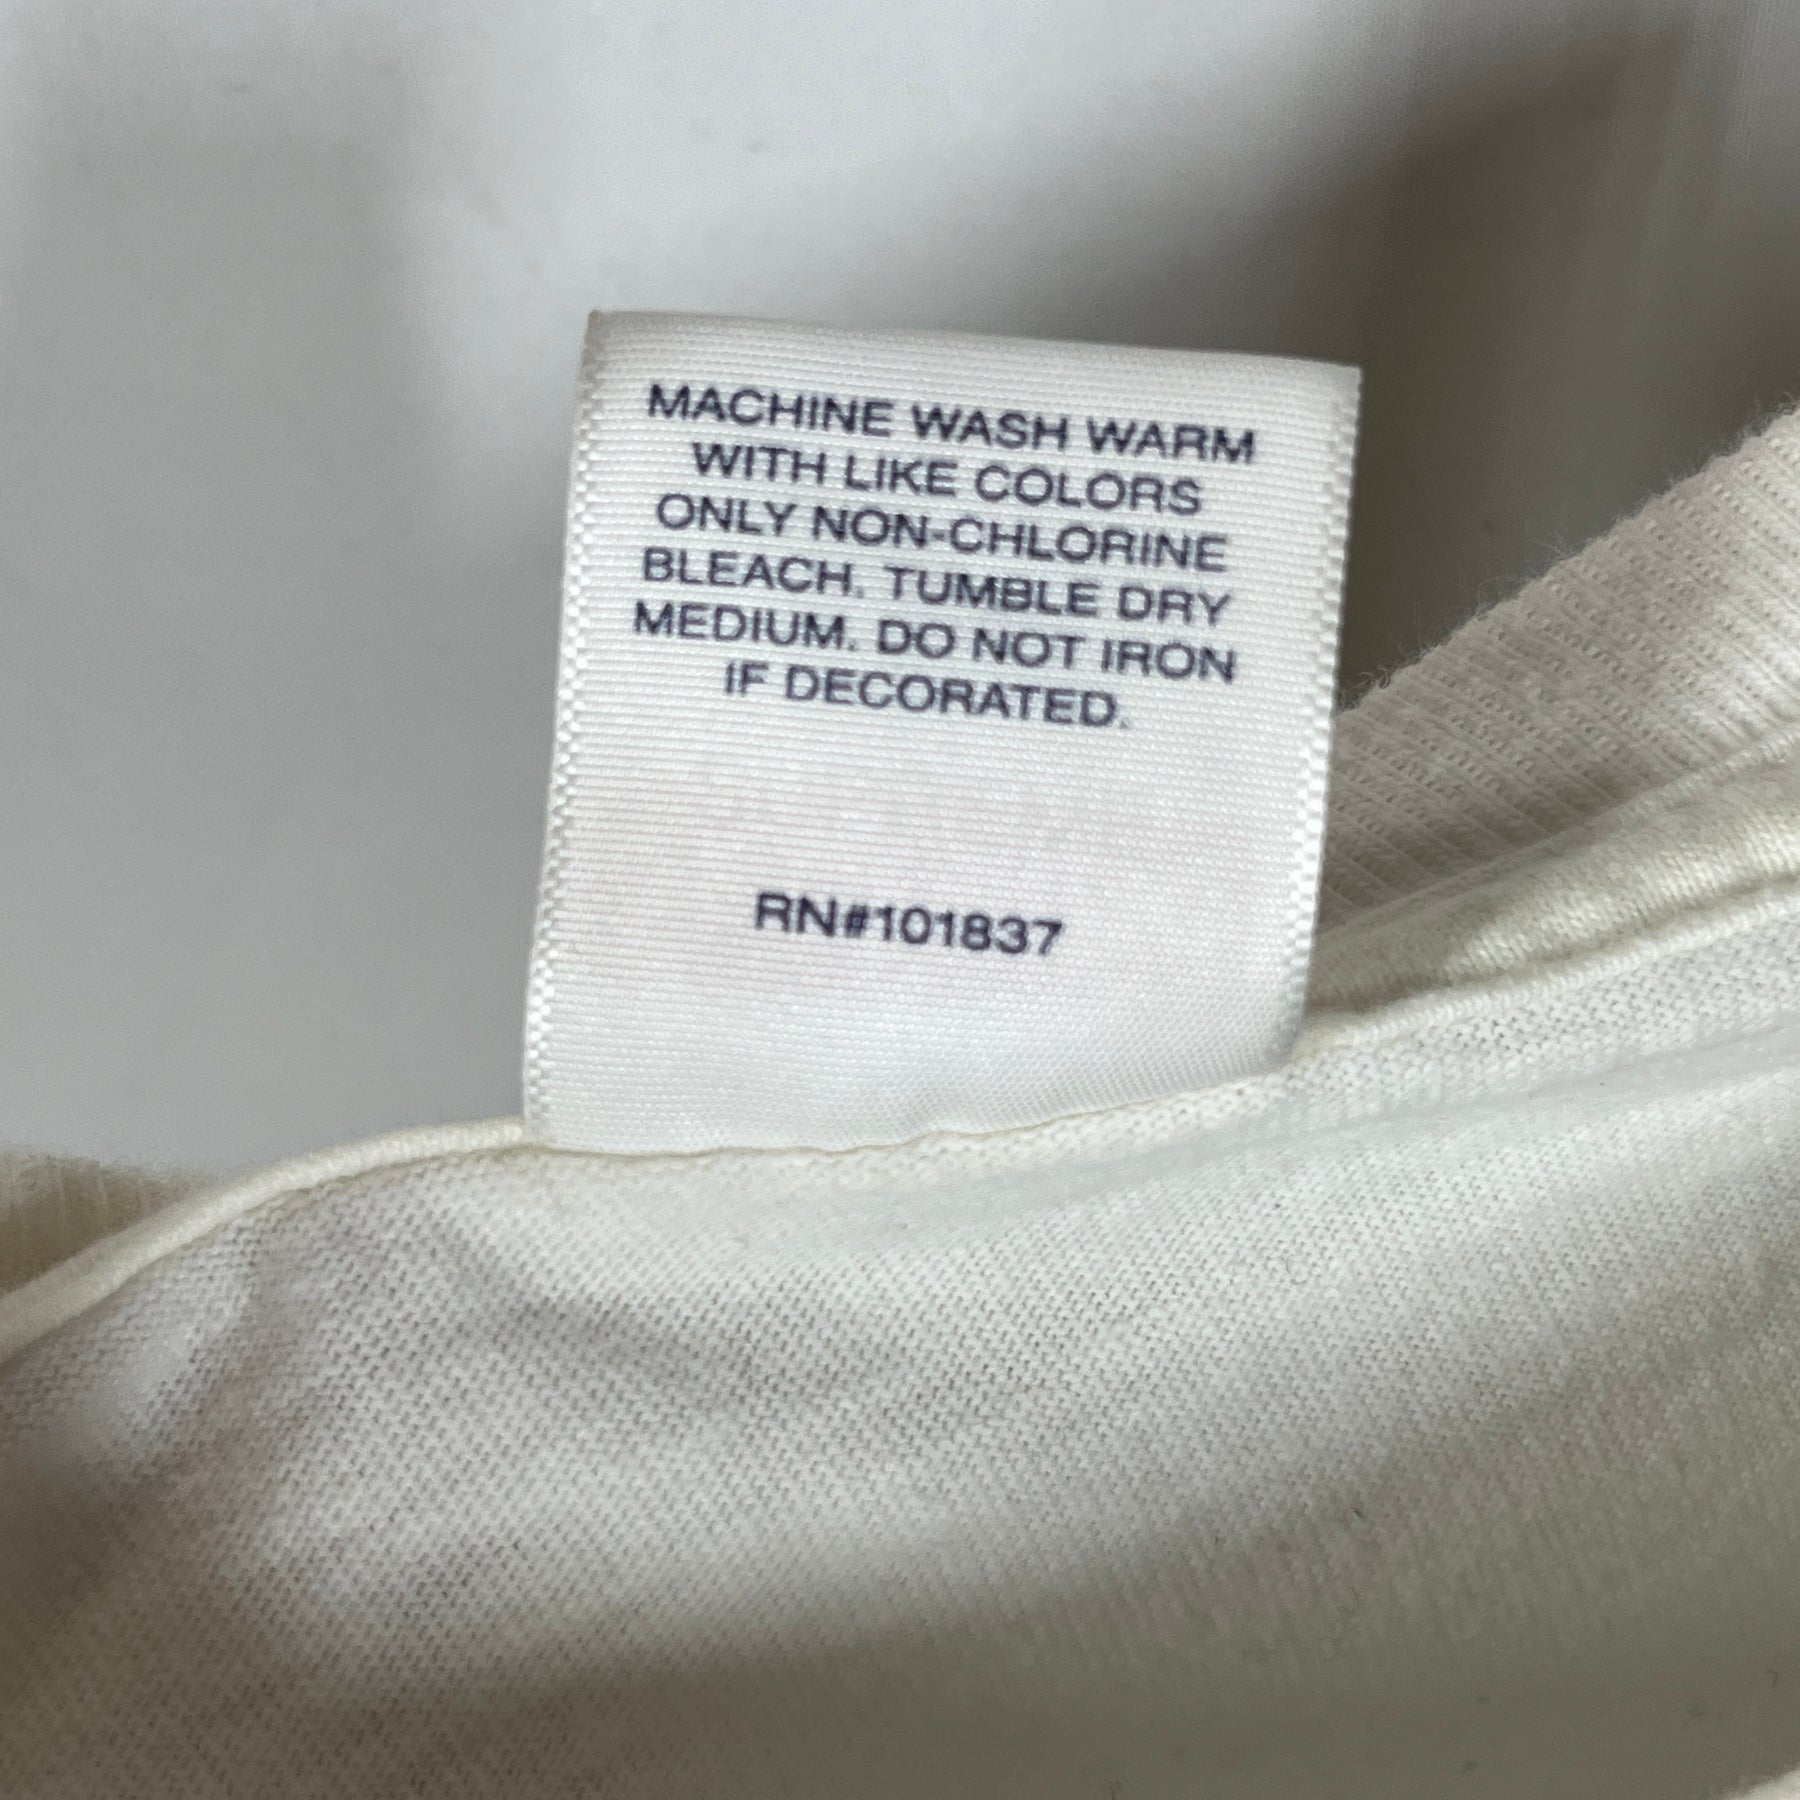 MACHINE WASH WARM
WITH LIKE COLORS
ONLY NON-CHLORINE
BLEACH. TUMBLE DRY
MEDIUM. DO NOT IRON
IF DECORATED.
RN#101837